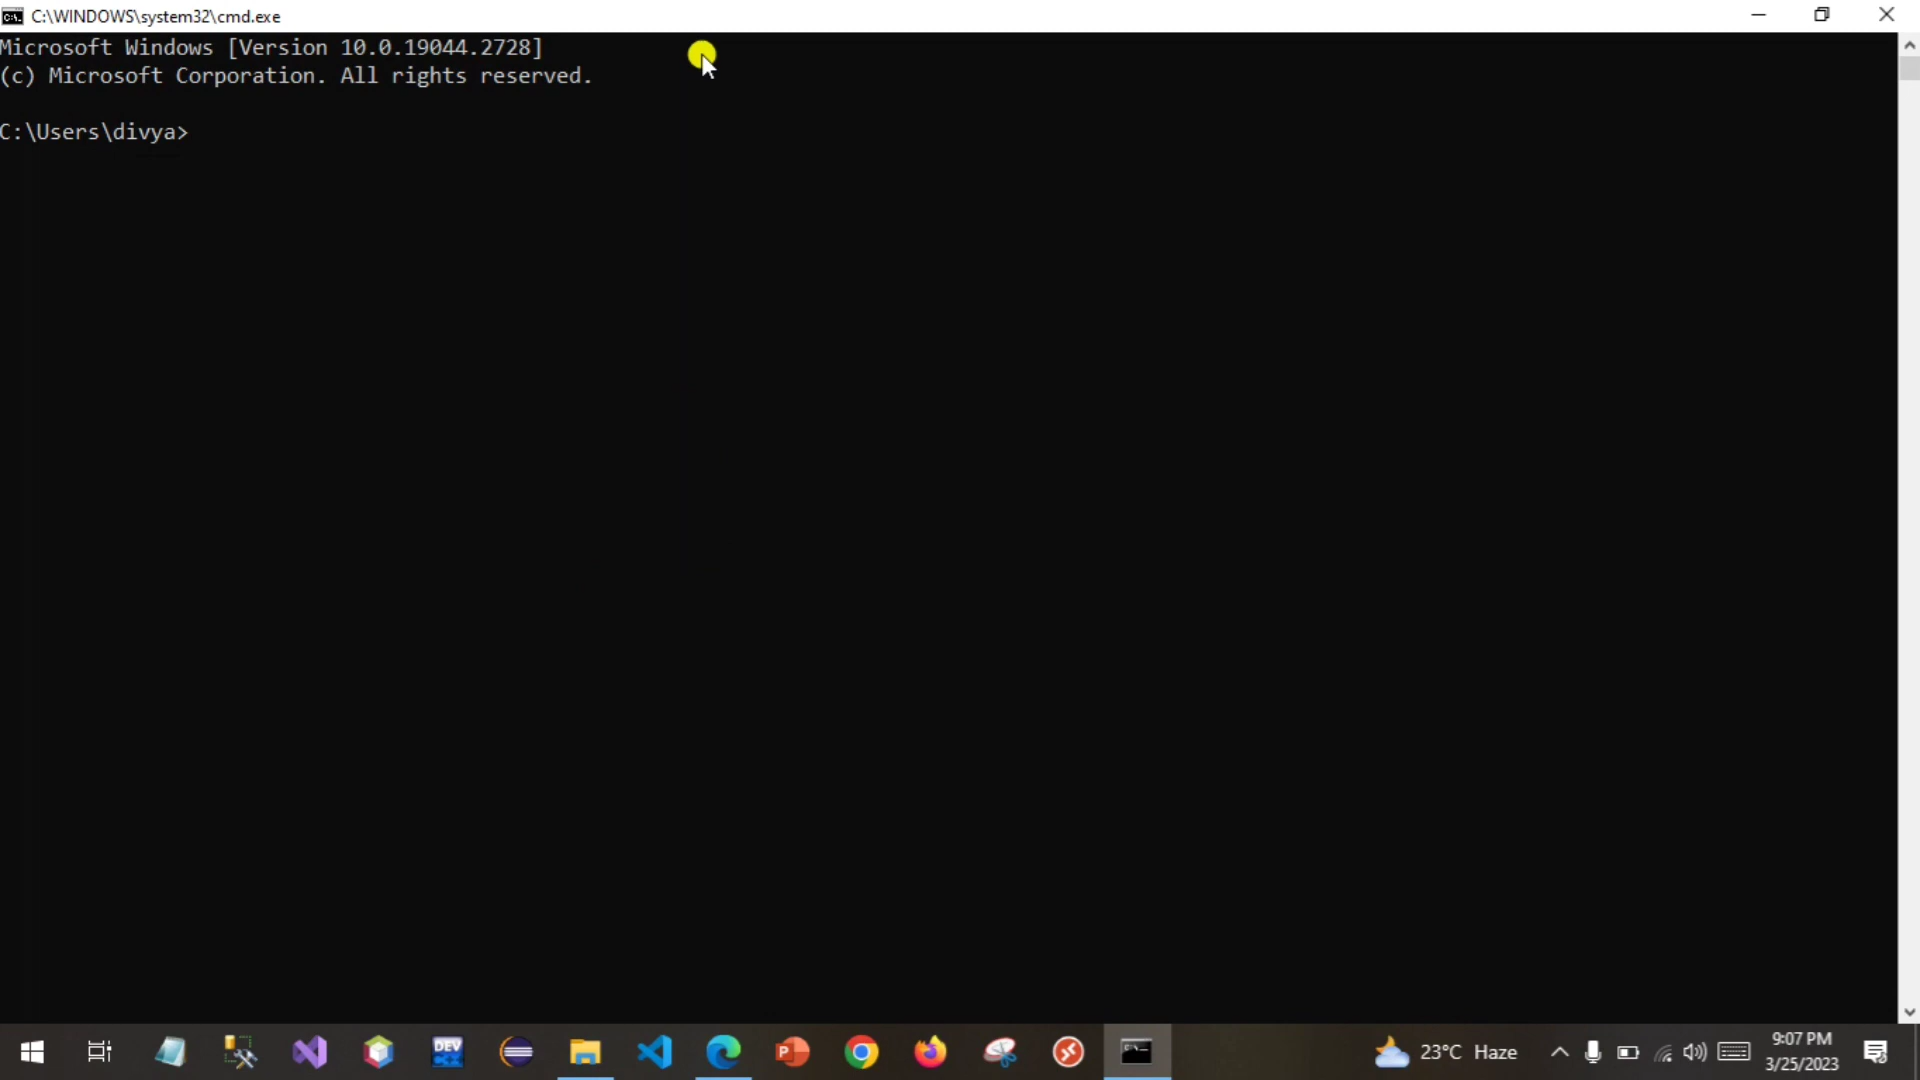 C:\WINDOWS\system32\cmd.exe
Microsoft Windows [Version 10.0.19044.2728]
(c) Microsoft Corporation. All rights reserved.
C:\Users\divya>
DEV
23°C Haze
9:07 PM
3/25/2023